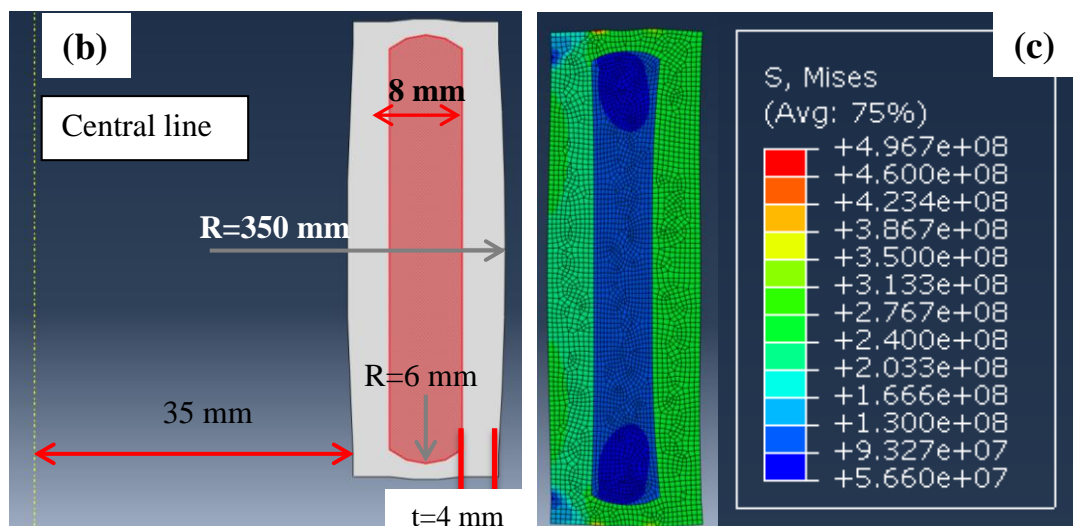 (b)
8 mm
Central line
R=350 mm
R=6 mm
35 mm
t=4 mm
(c)
S, Mises
(Avg: 75%)
+4.967e+08
+4.600e+08
+4.234e+08
+3.867e+08
+3.500e+08
+3.133e+08
+2.767e+08
+2.400e+08
+2.033e+08
+1.666e+08
+1.300e+08
+9.327e+07
+5.660e+07